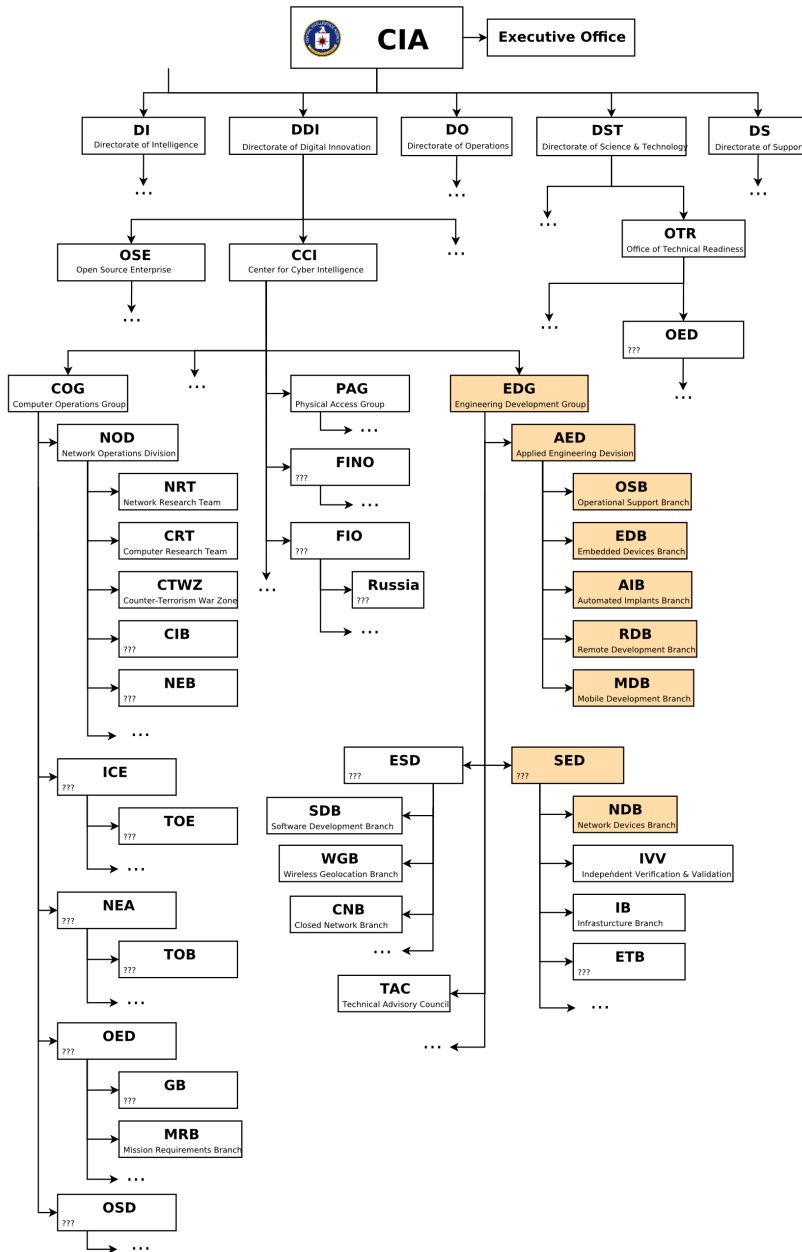 CIA
Executive Office
DI
Directorate of Intelligence
DDI
Directorate of Digital Innovation
DO
Directorate of Operations
DST
Directorate of Science & Technology
DS
Directorate of Support
...
...
...
OSE
Open Source Enterprise
CCI
Center for Cyber Intelligence
...
OTR
Office of Technical Readiness
...
...
OED
???
...
COG
Computer Operations Group
...
PAG
Physical Access Group
...
EDG
Engineering Development Group
...
NOD
Network Operations Division
NRT
Network Research Team
CRT
Computer Research Team
CTWZ
Counter-Terrorism War Zone
CIB
???
NEB
???
...
FINO
???
...
FIO
???
Russia
???
...
...
AED
Applied Engineering Division
OSB
Operational Support Branch
EDB
Embedded Devices Branch
AIB
Automated Implants Branch
RDB
Remote Development Branch
MDB
Mobile Development Branch
ICE
???
TOE
???
...
ESD
???
SDB
Software Development Branch
WGB
Wireless Geolocation Branch
CNB
Closed Network Branch
...
SED
???
NDB
Network Devices Branch
IVV
Independent Verification & Validation
IB
Infrasturcture Branch
ETB
???
...
NEA
???
TOB
???
...
TAC
Technical Advisory Council
...
OED
???
GB
???
MRB
Mission Requirements Branch
...
OSD
???
...